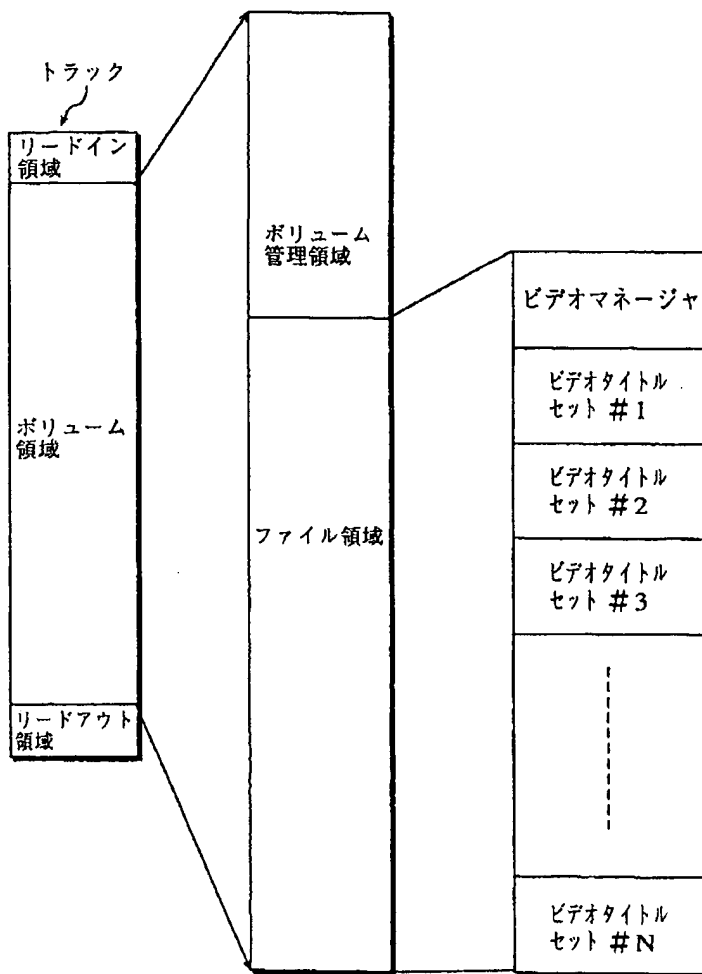 トラック
リードイン
領域
ボリューム
領域
リードアウト
領域
ボリューム
管理領域
ファイル領域
ビデオマネージャ
ビデオタイトル
セット #1
ビデオタイトル
セット #2
ビデオタイトル
セット #3
ビデオタイトル
セット #N